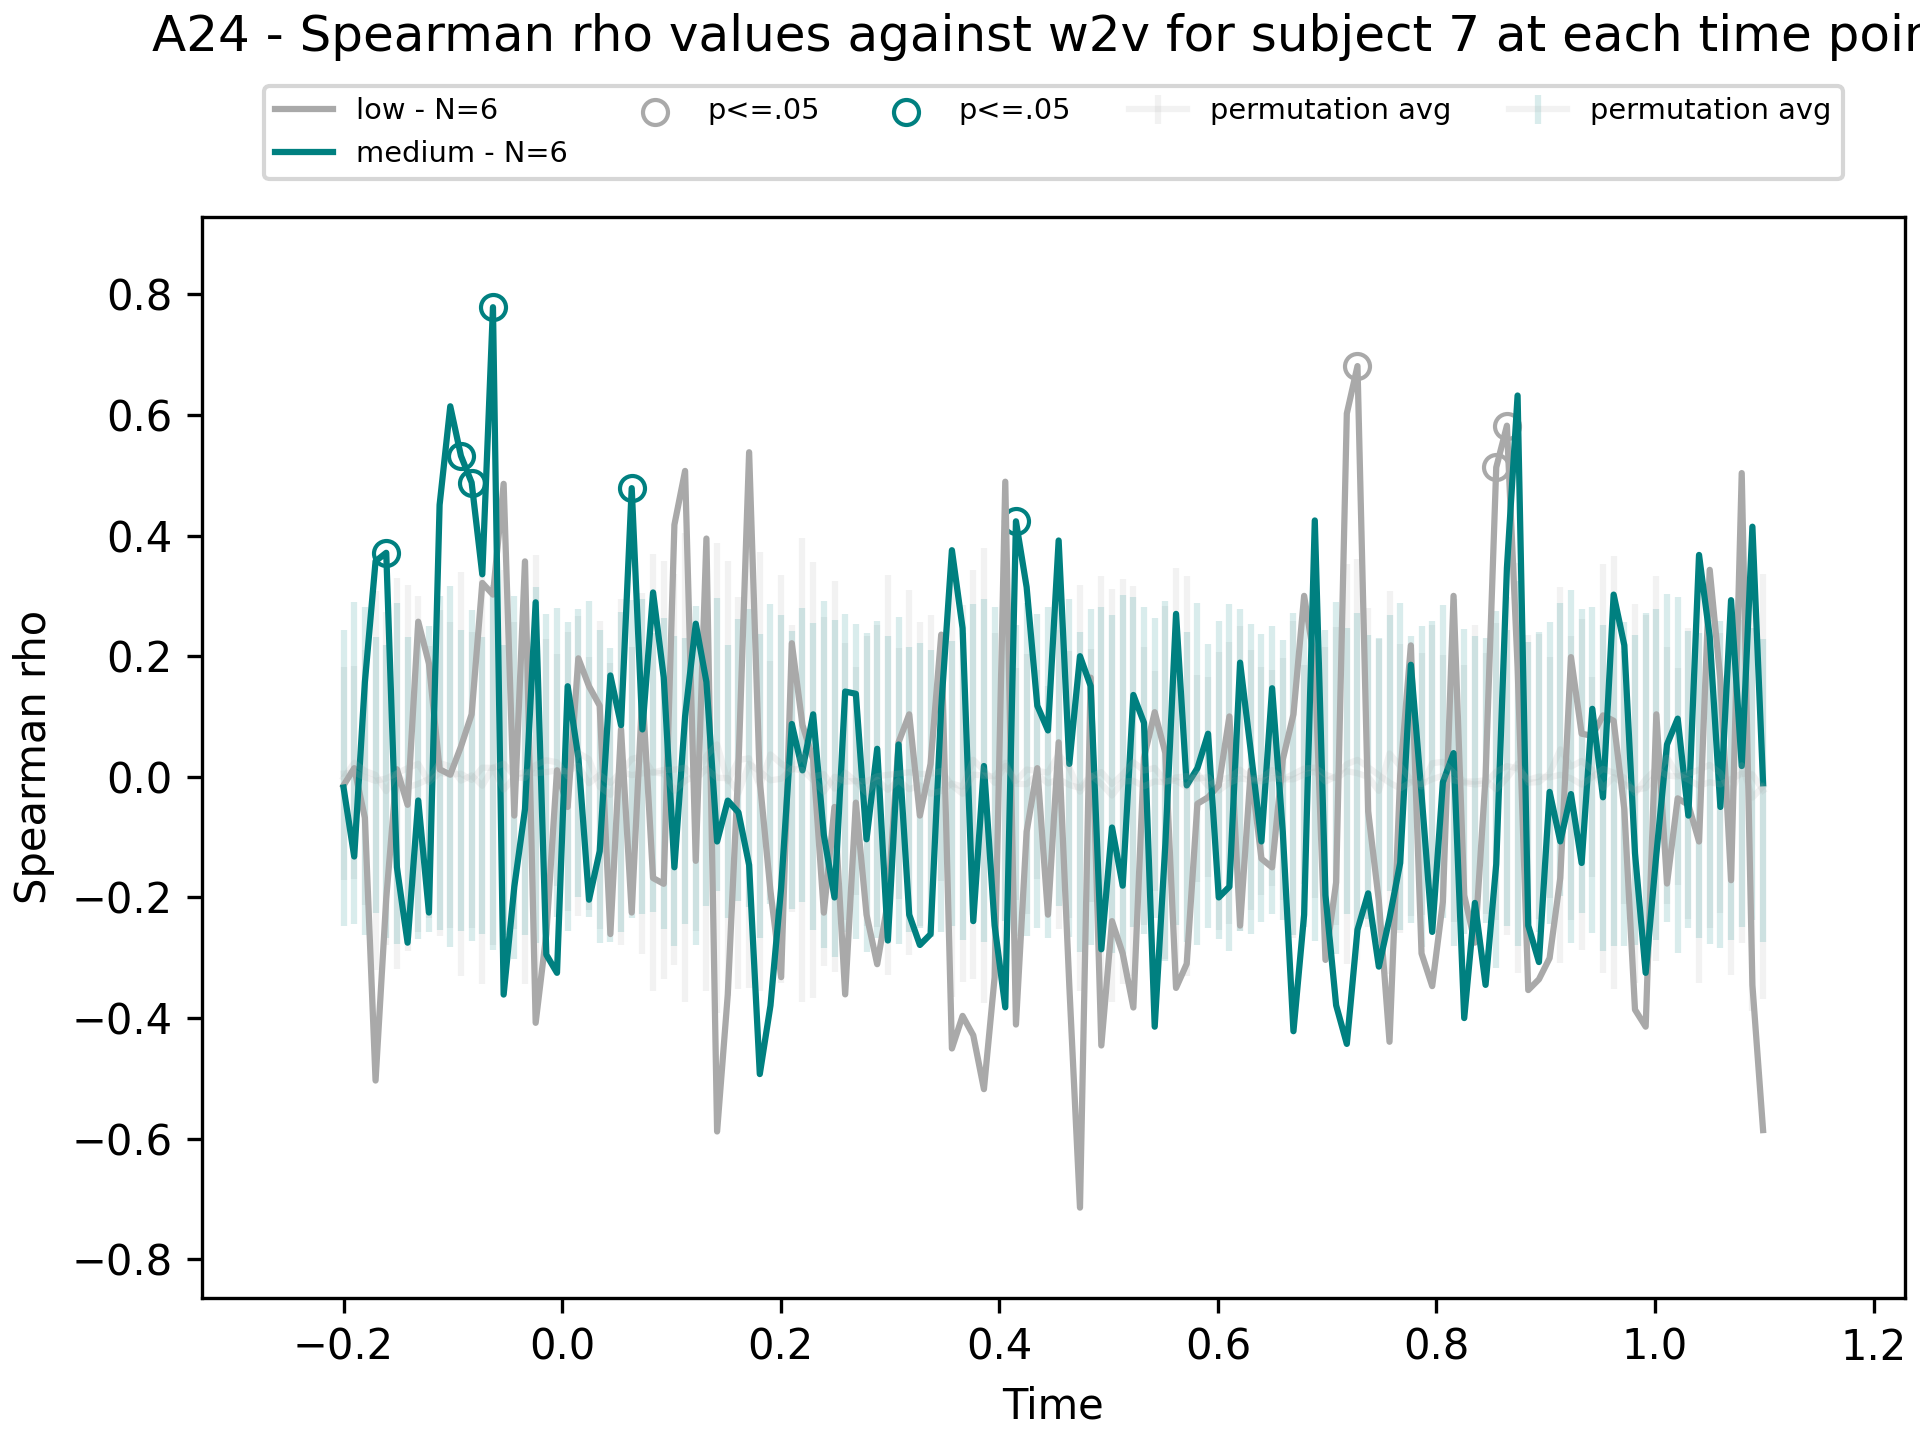 A24 - Spearman rho values against w2v for subject 7 at each time poin
low - N=6 p<=.05 p<=.05 permutation avg permutation avg
medium - N=6
0.8
0.6
0.4
0.2
0.0
−0.2
−0.4
−0.6
−0.8
Spearman rho
−0.2 0.0 0.2 0.4 0.6 0.8 1.0 1.2
Time